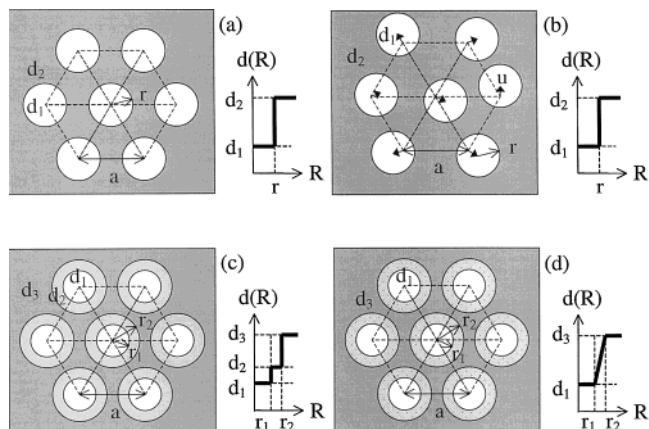 (a)
d₂
d₁
r
a
d(R)
d₂
d₁
r R
(b)
d₁
d₂
u
a
r
d(R)
d₂
d₁
r R
(c)
d₃
d₂
d₁
r₂
r₁
a
d(R)
d₃
d₂
d₁
r₁ r₂ R
(d)
d₃
d₁
r₂
r₁
a
d(R)
d₃
d₁
r₁ r₂ R